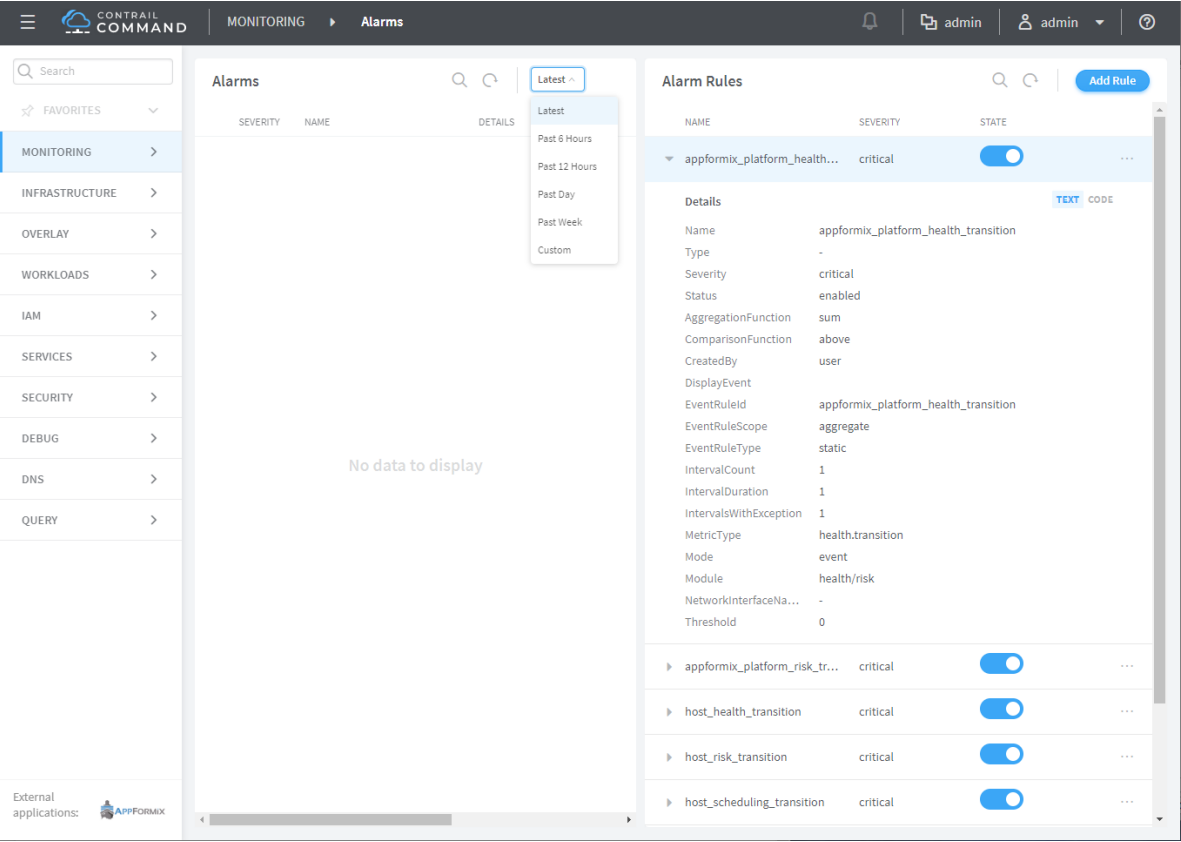 CONTRAIL
COMMAND
MONITORING
Alarms
admin
admin
Search
FAVORITES
MONITORING
INFRASTRUCTURE
OVERLAY
WORKLOADS
IAM
SERVICES
SECURITY
DEBUG
DNS
QUERY
External
applications:
APPFORMIX
Alarms
Latest
SEVERITY NAME DETAILS
Latest
Past 6 Hours
Past 12 Hours
Past Day
Past Week
Custom
No data to display
Alarm Rules
Add Rule
NAME SEVERITY STATE
appformix_platform_health... critical ...
Details TEXT CODE
Name appformix_platform_health_transition
Type -
Severity critical
Status enabled
AggregationFunction sum
ComparisonFunction above
CreatedBy user
DisplayEvent
EventRuleId appformix_platform_health_transition
EventRuleScope aggregate
EventRuleType static
IntervalCount 1
IntervalDuration 1
IntervalsWithException 1
MetricType health.transition
Mode event
Module health/risk
NetworkInterfaceNa... -
Threshold 0
appformix_platform_risk_tr... critical ...
host_health_transition critical ...
host_risk_transition critical ...
host_scheduling_transition critical ...